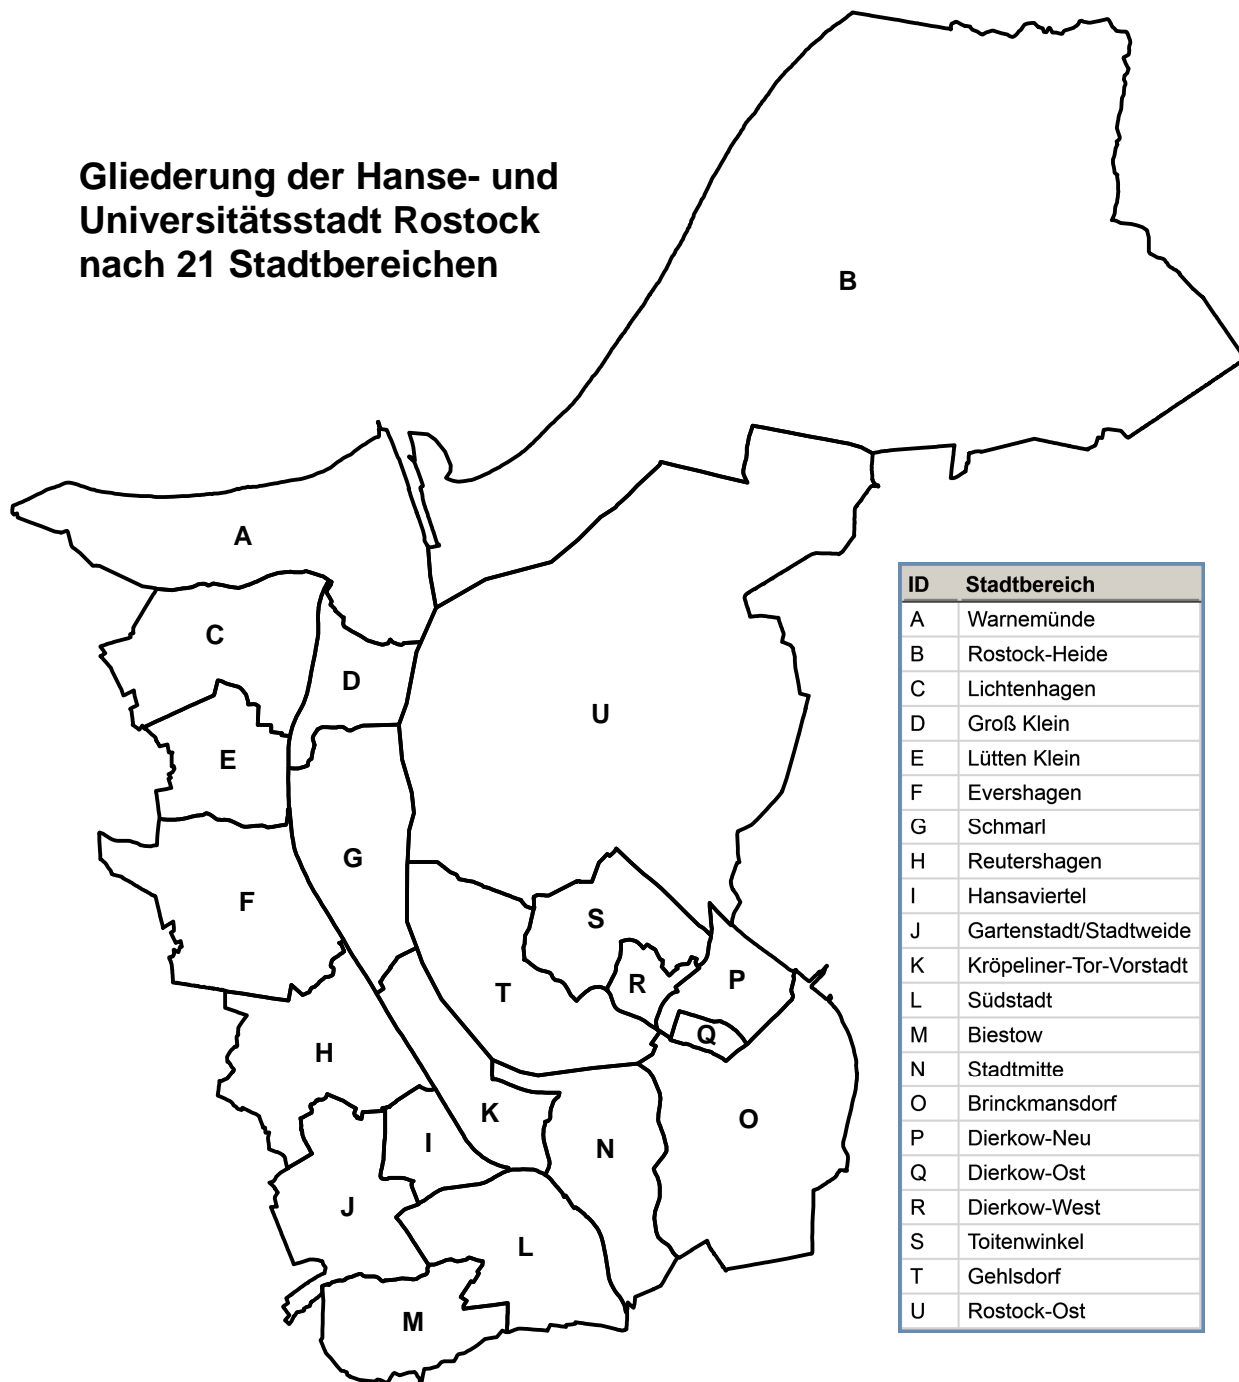 Gliederung der Hanse- und
Universitätsstadt Rostock
nach 21 Stadtbereichen
B
A
C
D
U
E
G
F
S
P
R
T
Q
H
K
O
I
N
J
L
M
ID Stadtbereich
A Warnemünde
B Rostock-Heide
C Lichtenhagen
D Groß Klein
E Lütten Klein
F Evershagen
G Schmarl
H Reutershagen
I Hansaviertel
J Gartenstadt/Stadtweide
K Kröpeliner-Tor-Vorstadt
L Südstadt
M Biestow
N Stadtmitte
O Brinckmansdorf
P Dierkow-Neu
Q Dierkow-Ost
R Dierkow-West
S Toitenwinkel
T Gehlsdorf
U Rostock-Ost